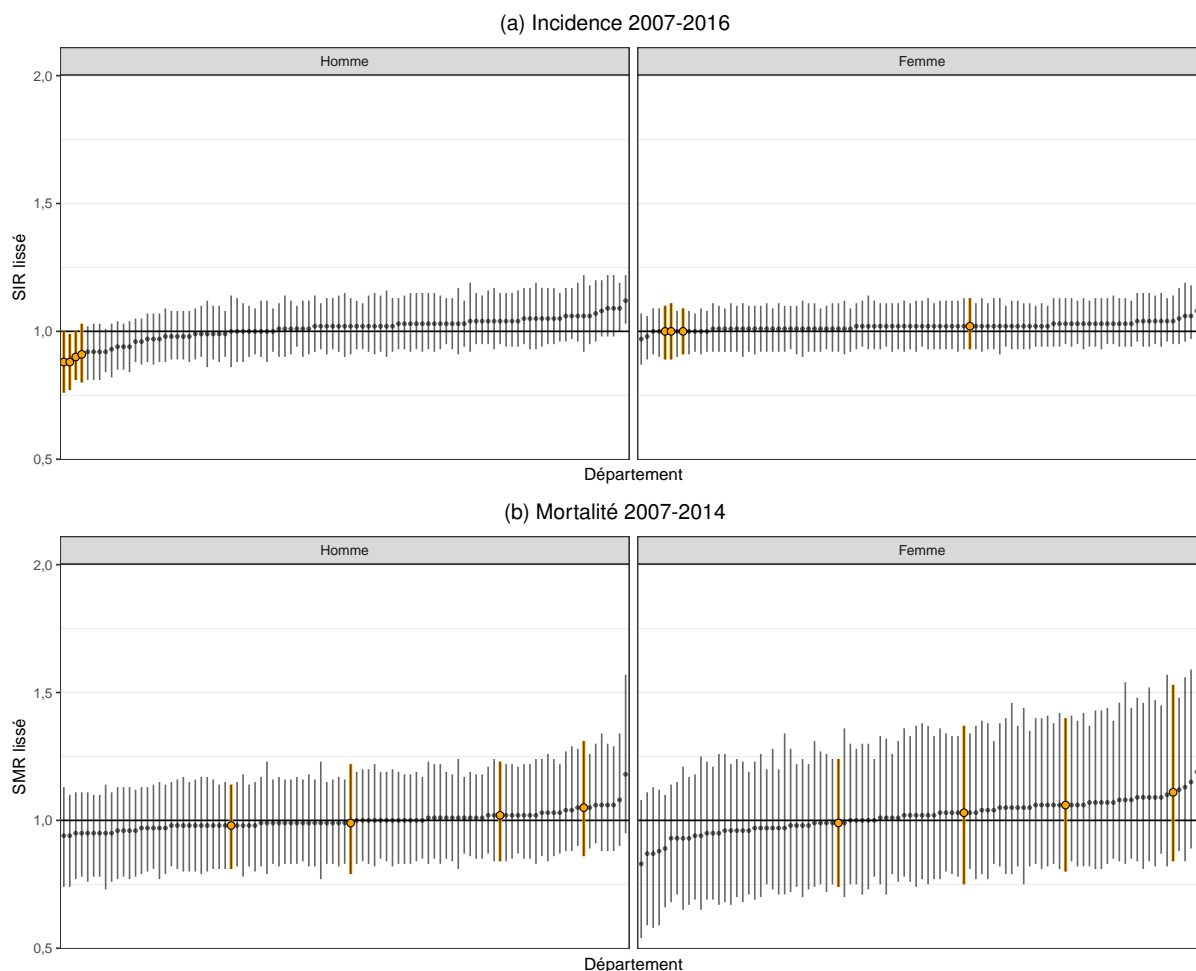 (a) Incidence 2007-2016
Homme
Femme
2,0
1,5
1,0
0,5
SIR lissé
Département
(b) Mortalité 2007-2014
Homme
Femme
2,0
1,5
1,0
0,5
SMR lissé
Département